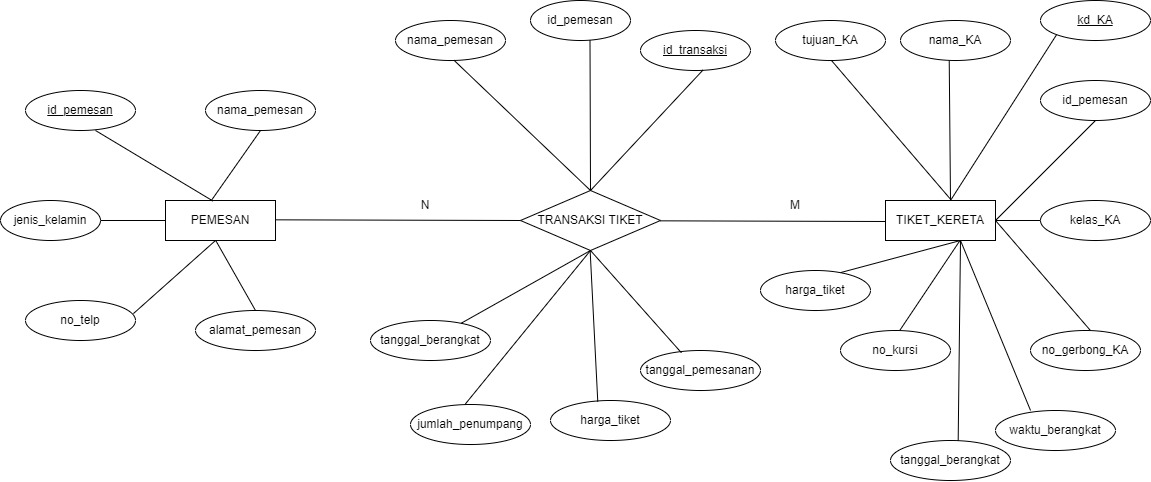 id_pemesan
nama_pemesan
jenis_kelamin
PEMESAN
no_telp
alamat_pemesan
N
nama_pemesan
id_pemesan
id_transaksi
TRANSAKSI TIKET
tanggal_berangkat
jumlah_penumpang
harga_tiket
tanggal_pemesanan
M
tujuan_KA
nama_KA
kd_KA
id_pemesan
TIKET_KERETA
kelas_KA
harga_tiket
no_kursi
no_gerbong_KA
waktu_berangkat
tanggal_berangkat